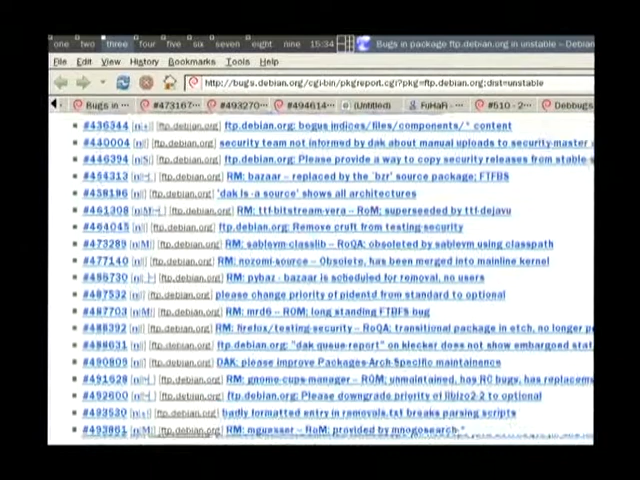 one two three four five six seven eight nine 15:34 Bugs in package ftp.debian.org in unstable – Debian
File Edit View History Bookmarks Tools Help
http://bugs.debian.org/cgi-bin/pkgreport.cgi?pkg=ftp.debian.org;dist=unstable
Bugs in ... #473167... #493270... #494614... (Untitled) FuHaFi - ... #510 - 2... Debbugs
#436344 [ftp.debian.org] ftp.debian.org: bogus indices/files/components/* content
#440004 [ftp.debian.org] security team not informed by dak about manual uploads to security-master
#446394 [ftp.debian.org] ftp.debian.org: Please provide a way to copy security releases from stable
#454313 [ftp.debian.org] RM: bazaar – replaced by the `bzr' source package; FTFBS
#458196 [ftp.debian.org] 'dak ls -a source' shows all architectures
#461308 [ftp.debian.org] RM: ttf-bitstream-vera – RoM; superseded by ttf-dejavu
#464045 [ftp.debian.org] ftp.debian.org: Remove cruft from testing-security
#473289 [ftp.debian.org] RM: sablevm-classlib – RoQA: obsoleted by sablevm using classpath
#477140 [ftp.debian.org] RM: nozomi-source – Obsolete, has been merged into mainline kernel
#486730 [ftp.debian.org] RM: pybaz - bazaar is scheduled for removal, no users
#487532 [ftp.debian.org] please change priority of pidentd from standard to optional
#487703 [ftp.debian.org] RM: mrd6 – ROM; long standing FTBFS bug
#488392 [ftp.debian.org] RM: firefox/testing-security – RoQA: transitional package in etch, no longer
#488631 [ftp.debian.org] ftp.debian.org: "dak queue-report" on klecker does not show embargoed
#490809 [ftp.debian.org] DAK: please improve Packages-Arch-Specific maintainence
#491628 [ftp.debian.org] RM: gnome-cups-manager – ROM; unmaintained, has RC bugs, has
#492600 [ftp.debian.org] ftp.debian.org: Please downgrade priority of
#493530 [ftp.debian.org] badly formatted entry in removals.txt breaks parsing scripts
#493861 [ftp.debian.org] RM: mguesser – RoM; provided by mnogosearch-*